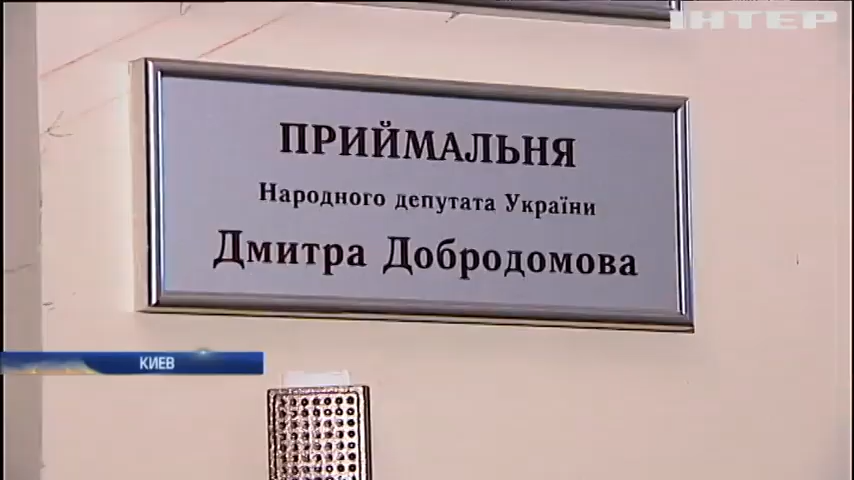 ІНТЕР
ПРИЙМАЛЬНЯ
Народного депутата України
Дмитра Добродомова
КИЕВ